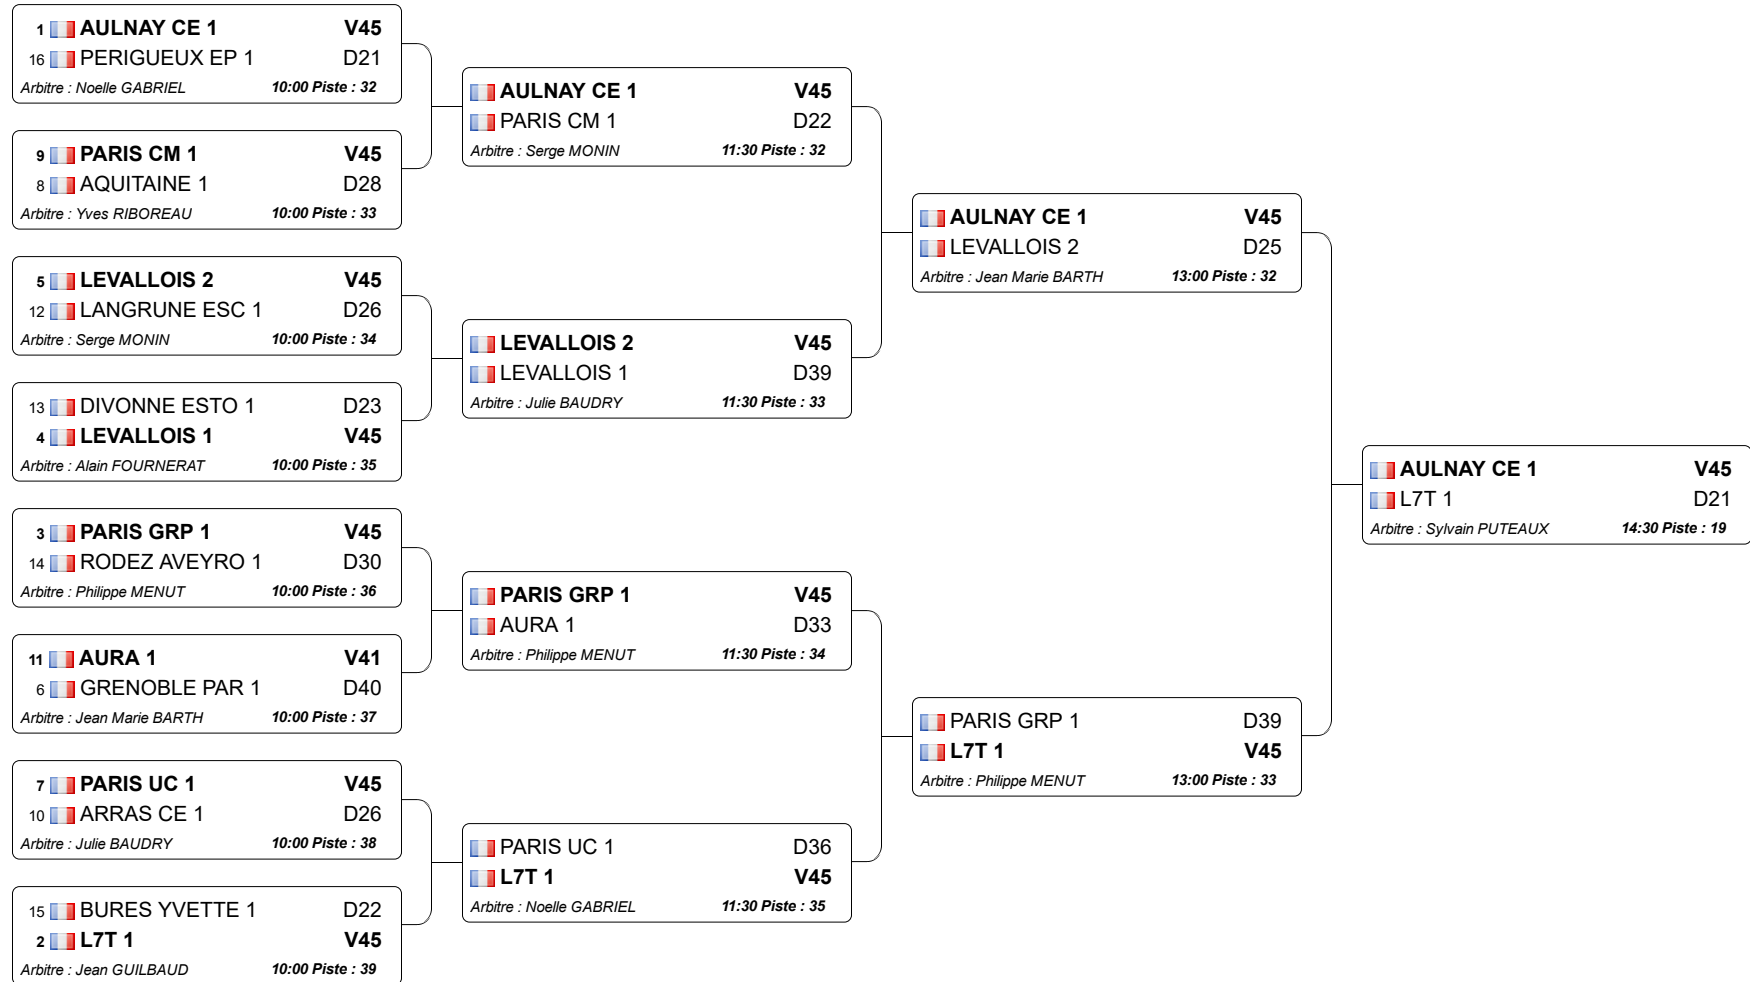 1 AULNAY CE 1 V45
16 PERIGUEUX EP 1 D21
Arbitre : Noelle GABRIEL 10:00 Piste : 32
9 PARIS CM 1 V45
8 AQUITAINE 1 D28
Arbitre : Yves RIBOREAU 10:00 Piste : 33
5 LEVALLOIS 2 V45
12 LANGRUNE ESC 1 D26
Arbitre : Serge MONIN 10:00 Piste : 34
13 DIVONNE ESTO 1 D23
4 LEVALLOIS 1 V45
Arbitre : Alain FOURNERAT 10:00 Piste : 35
3 PARIS GRP 1 V45
14 RODEZ AVEYRO 1 D30
Arbitre : Philippe MENUT 10:00 Piste : 36
11 AURA 1 V41
6 GRENOBLE PAR 1 D40
Arbitre : Jean Marie BARTH 10:00 Piste : 37
7 PARIS UC 1 V45
10 ARRAS CE 1 D26
Arbitre : Julie BAUDRY 10:00 Piste : 38
15 BURES YVETTE 1 D22
2 L7T 1 V45
Arbitre : Jean GUILBAUD 10:00 Piste : 39
AULNAY CE 1 V45
PARIS CM 1 D22
Arbitre : Serge MONIN 11:30 Piste : 32
LEVALLOIS 2 V45
LEVALLOIS 1 D39
Arbitre : Julie BAUDRY 11:30 Piste : 33
PARIS GRP 1 V45
AURA 1 D33
Arbitre : Philippe MENUT 11:30 Piste : 34
PARIS UC 1 D36
L7T 1 V45
Arbitre : Noelle GABRIEL 11:30 Piste : 35
AULNAY CE 1 V45
LEVALLOIS 2 D25
Arbitre : Jean Marie BARTH 13:00 Piste : 32
PARIS GRP 1 D39
L7T 1 V45
Arbitre : Philippe MENUT 13:00 Piste : 33
AULNAY CE 1 V45
L7T 1 D21
Arbitre : Sylvain PUTEAUX 14:30 Piste : 19